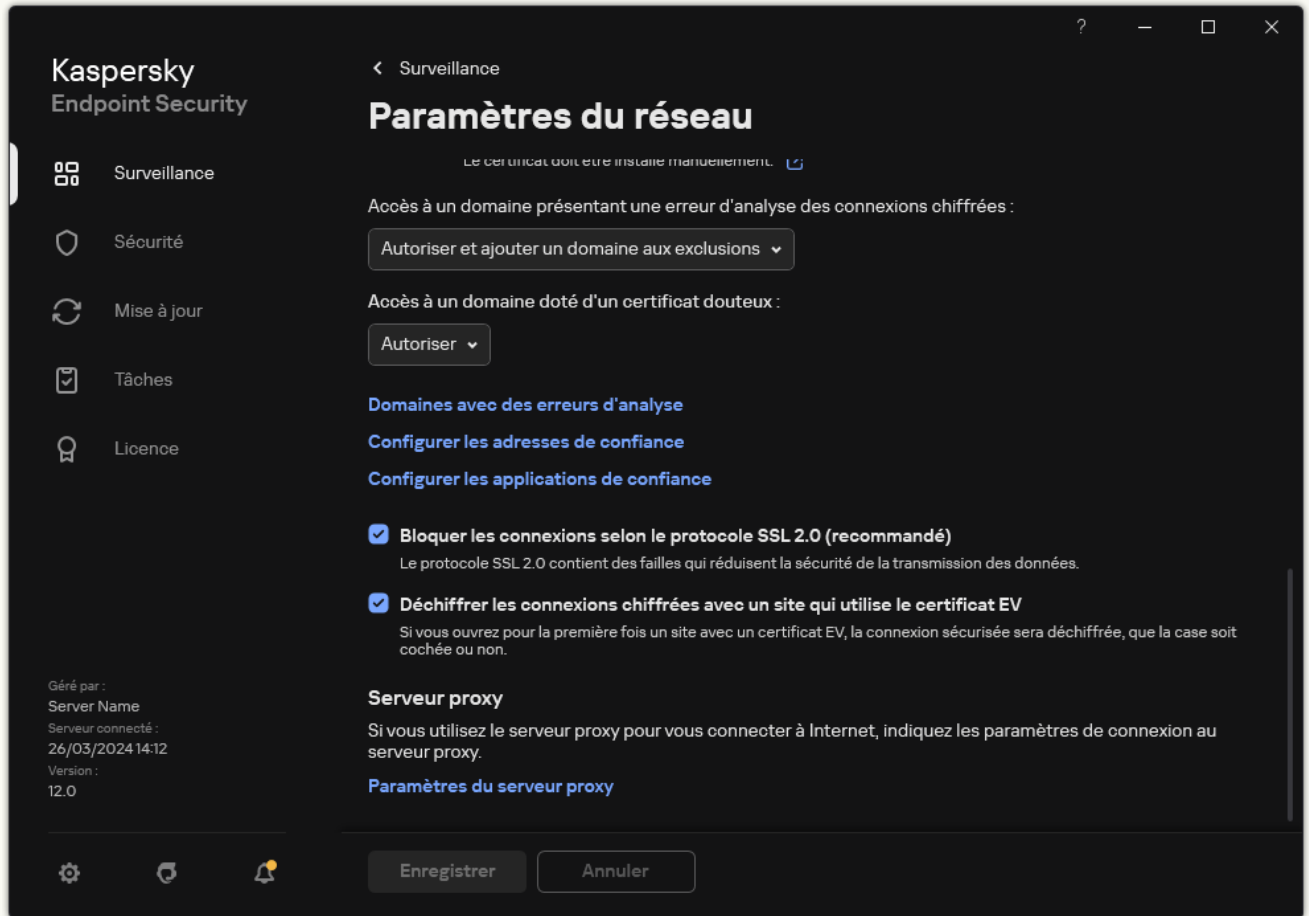 ?
Kaspersky
Endpoint Security
Surveillance
Sécurité
Mise à jour
Tâches
Licence
Géré par :
Server Name
Serveur connecté :
26/03/2024 14:12
Version :
12.0
Surveillance
Paramètres du réseau
Le certificat doit être installé manuellement.
Accès à un domaine présentant une erreur d'analyse des connexions chiffrées :
Autoriser et ajouter un domaine aux exclusions
Accès à un domaine doté d'un certificat douteux :
Autoriser
Domaines avec des erreurs d'analyse
Configurer les adresses de confiance
Configurer les applications de confiance
Bloquer les connexions selon le protocole SSL 2.0 (recommandé)
Le protocole SSL 2.0 contient des failles qui réduisent la sécurité de la transmission des données.
Déchiffrer les connexions chiffrées avec un site qui utilise le certificat EV
Si vous ouvrez pour la première fois un site avec un certificat EV, la connexion sécurisée sera déchiffrée, que la case soit
cochée ou non.
Serveur proxy
Si vous utilisez le serveur proxy pour vous connecter à Internet, indiquez les paramètres de connexion au
serveur proxy.
Paramètres du serveur proxy
Enregistrer
Annuler